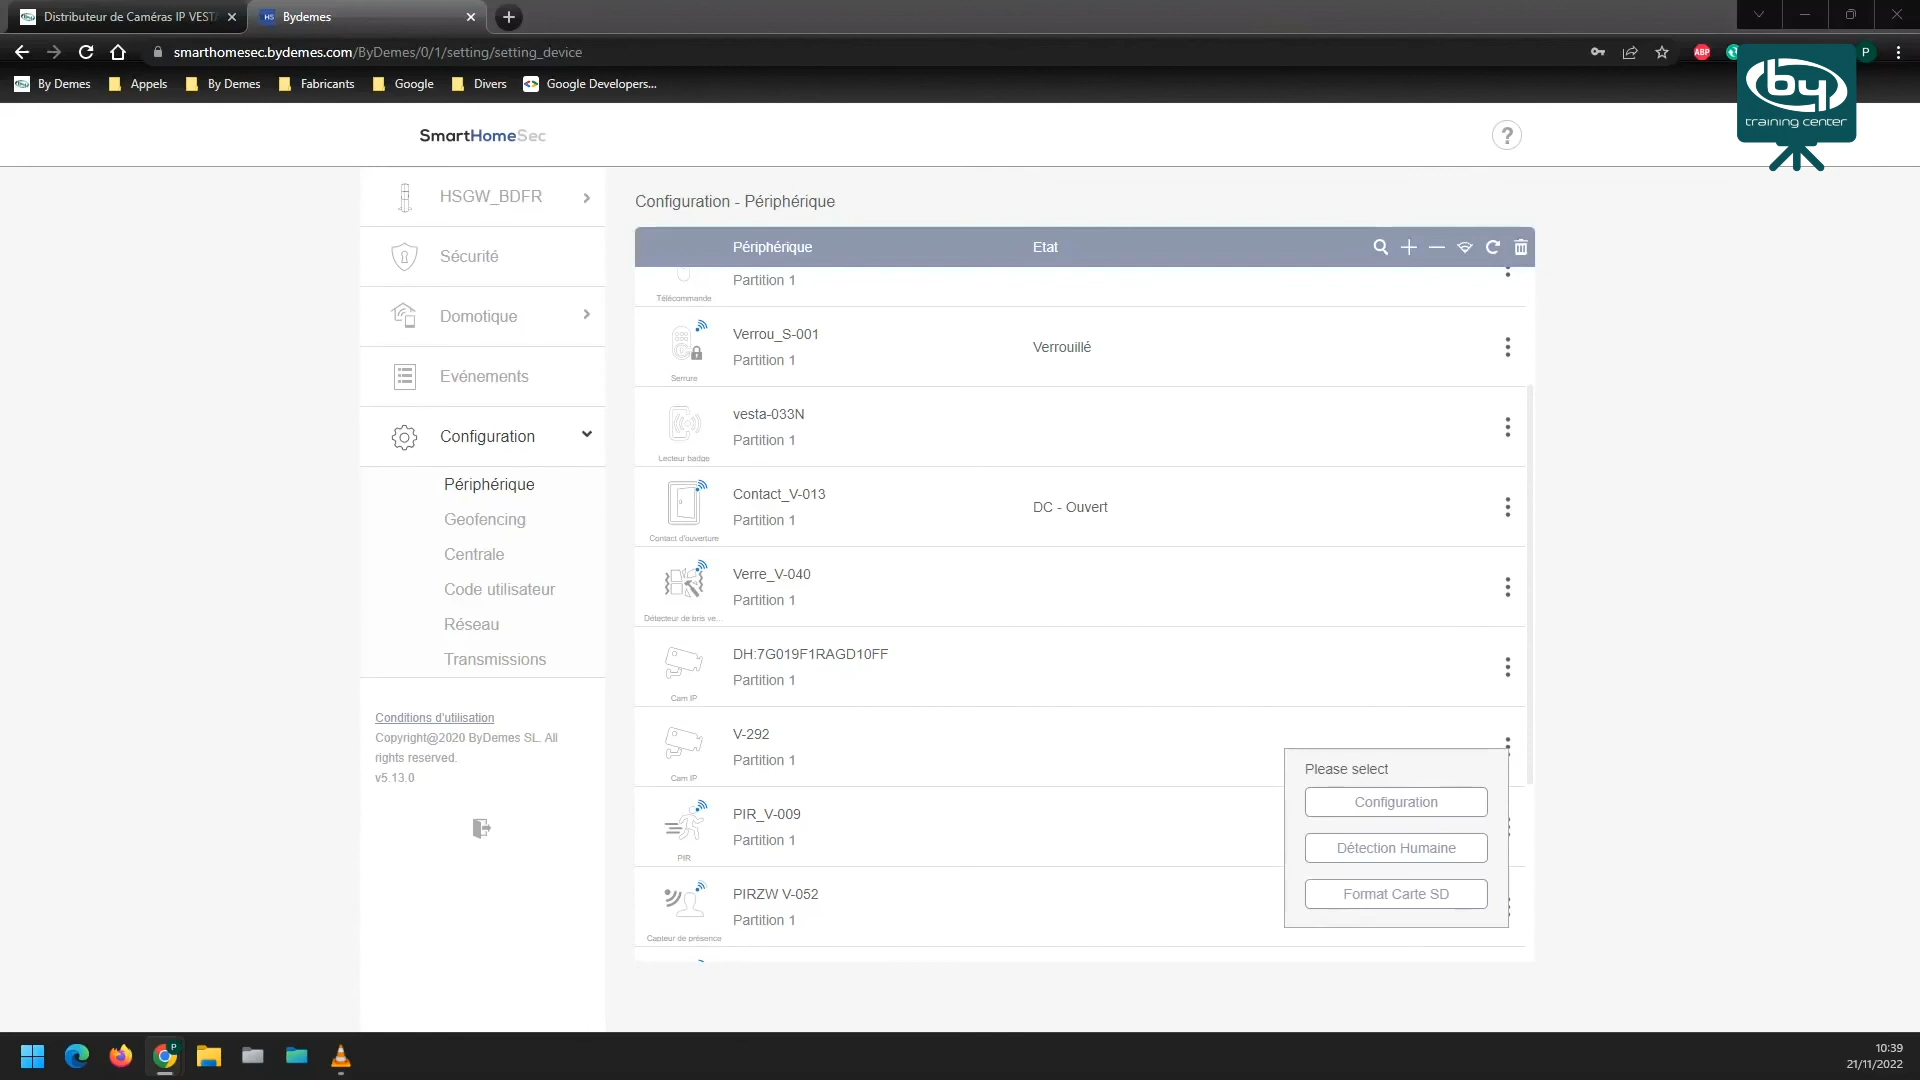 Distributeur de Caméras IP VEST
Bydemes
smarthomesec.bydemes.com/ByDemes/0/1/setting/setting_device
ABP
P
By Demes
Appels
By Demes
Fabricants
Google
Divers
Google Developers...
by
training center
SmartHomeSec
?
HSGW_BDFR
Sécurité
Domotique
Evénements
Configuration
Périphérique
Geofencing
Centrale
Code utilisateur
Réseau
Transmissions
Conditions d'utilisation
Copyright@2020 ByDemes SL. All
rights reserved.
v5.13.0
Configuration - Périphérique
Périphérique
Etat
Partition 1
Télécommande
Verrou_S-001
Verrouillé
Partition 1
Serrure
vesta-033N
Partition 1
Lecteur badge
Contact_V-013
DC - Ouvert
Partition 1
Contact d'ouverture
Verre_V-040
Partition 1
Détecteur de bris ve...
DH:7G019F1RAGD10FF
Partition 1
Cam IP
V-292
Partition 1
Cam IP
PIR_V-009
Partition 1
PIR
PIRZW V-052
Partition 1
Capteur de présence
Please select
Configuration
Détection Humaine
Format Carte SD
P
10:39
21/11/2022